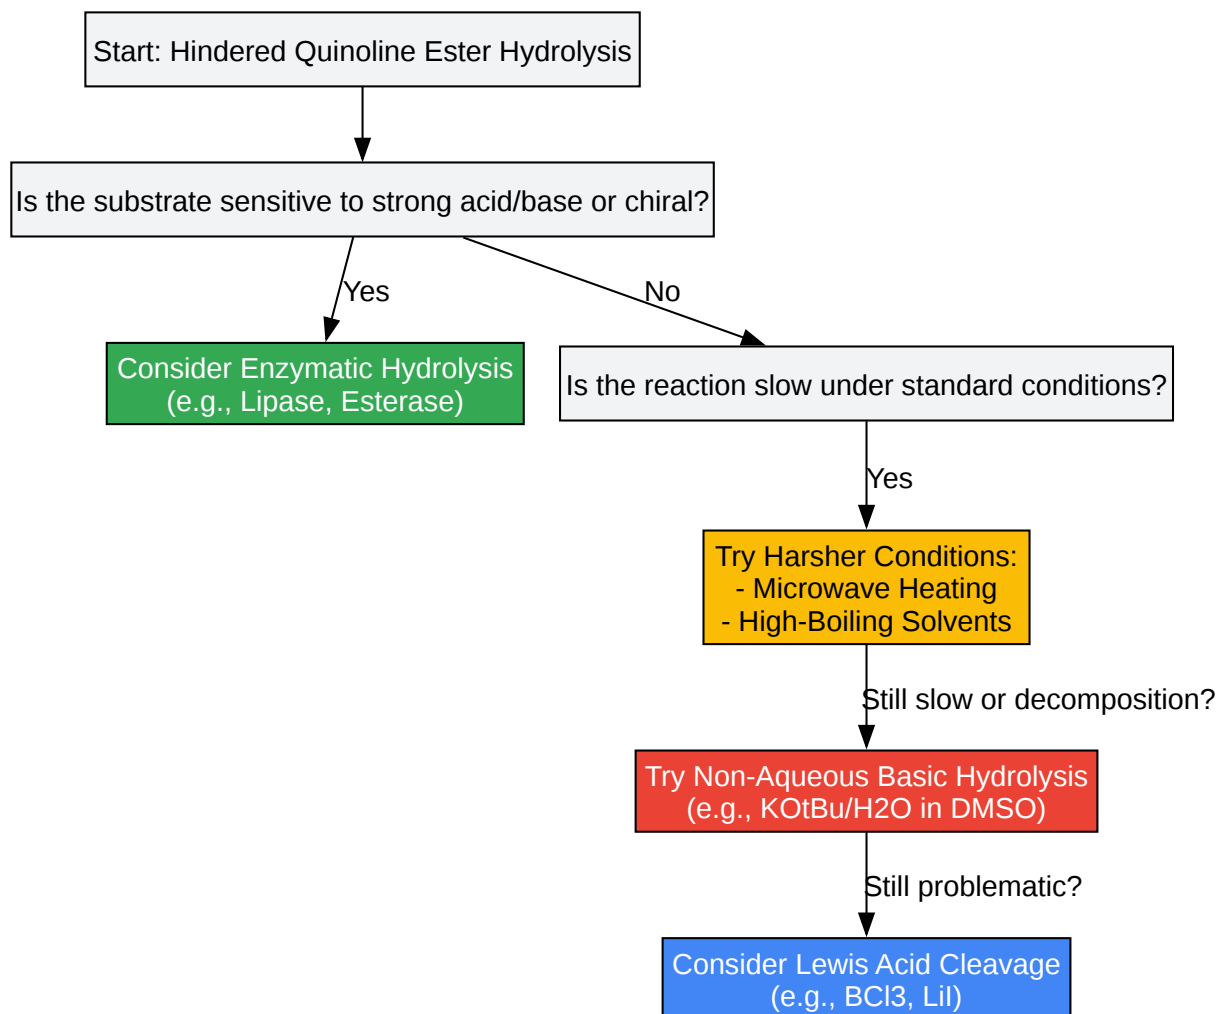 Start: Hindered Quinoline Ester Hydrolysis
Is the substrate sensitive to strong acid/base or chiral?
Yes
No
Consider Enzymatic Hydrolysis
(e.g., Lipase, Esterase)
Is the reaction slow under standard conditions?
Yes
Try Harsher Conditions:
- Microwave Heating
- High-Boiling Solvents
Still slow or decomposition?
Try Non-Aqueous Basic Hydrolysis
(e.g., KOtBu/H2O in DMSO)
Still problematic?
Consider Lewis Acid Cleavage
(e.g., BCl3, LiI)